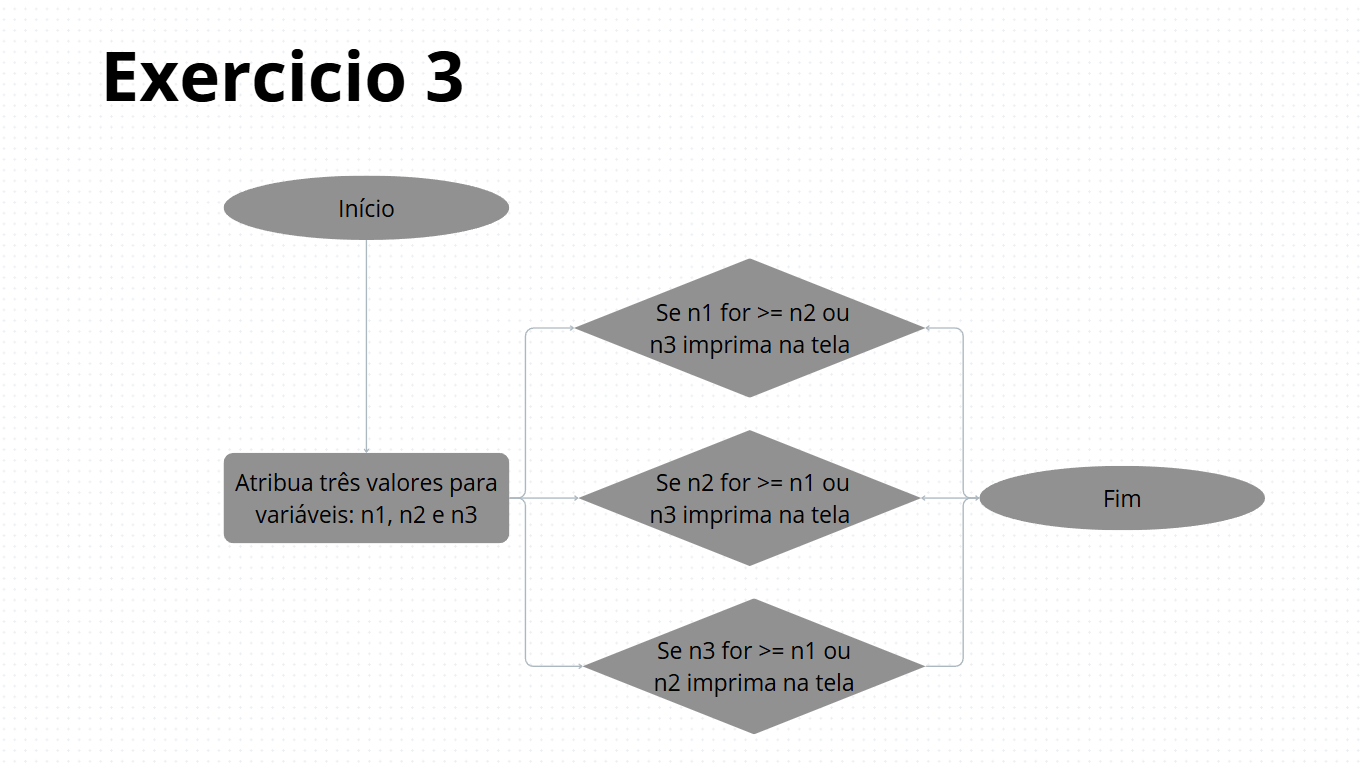 Exercicio 3
Início
Atribua três valores para
variáveis: n1, n2 e n3
Se n1 for >= n2 ou
n3 imprima na tela
Se n2 for >= n1 ou
n3 imprima na tela
Se n3 for >= n1 ou
n2 imprima na tela
Fim